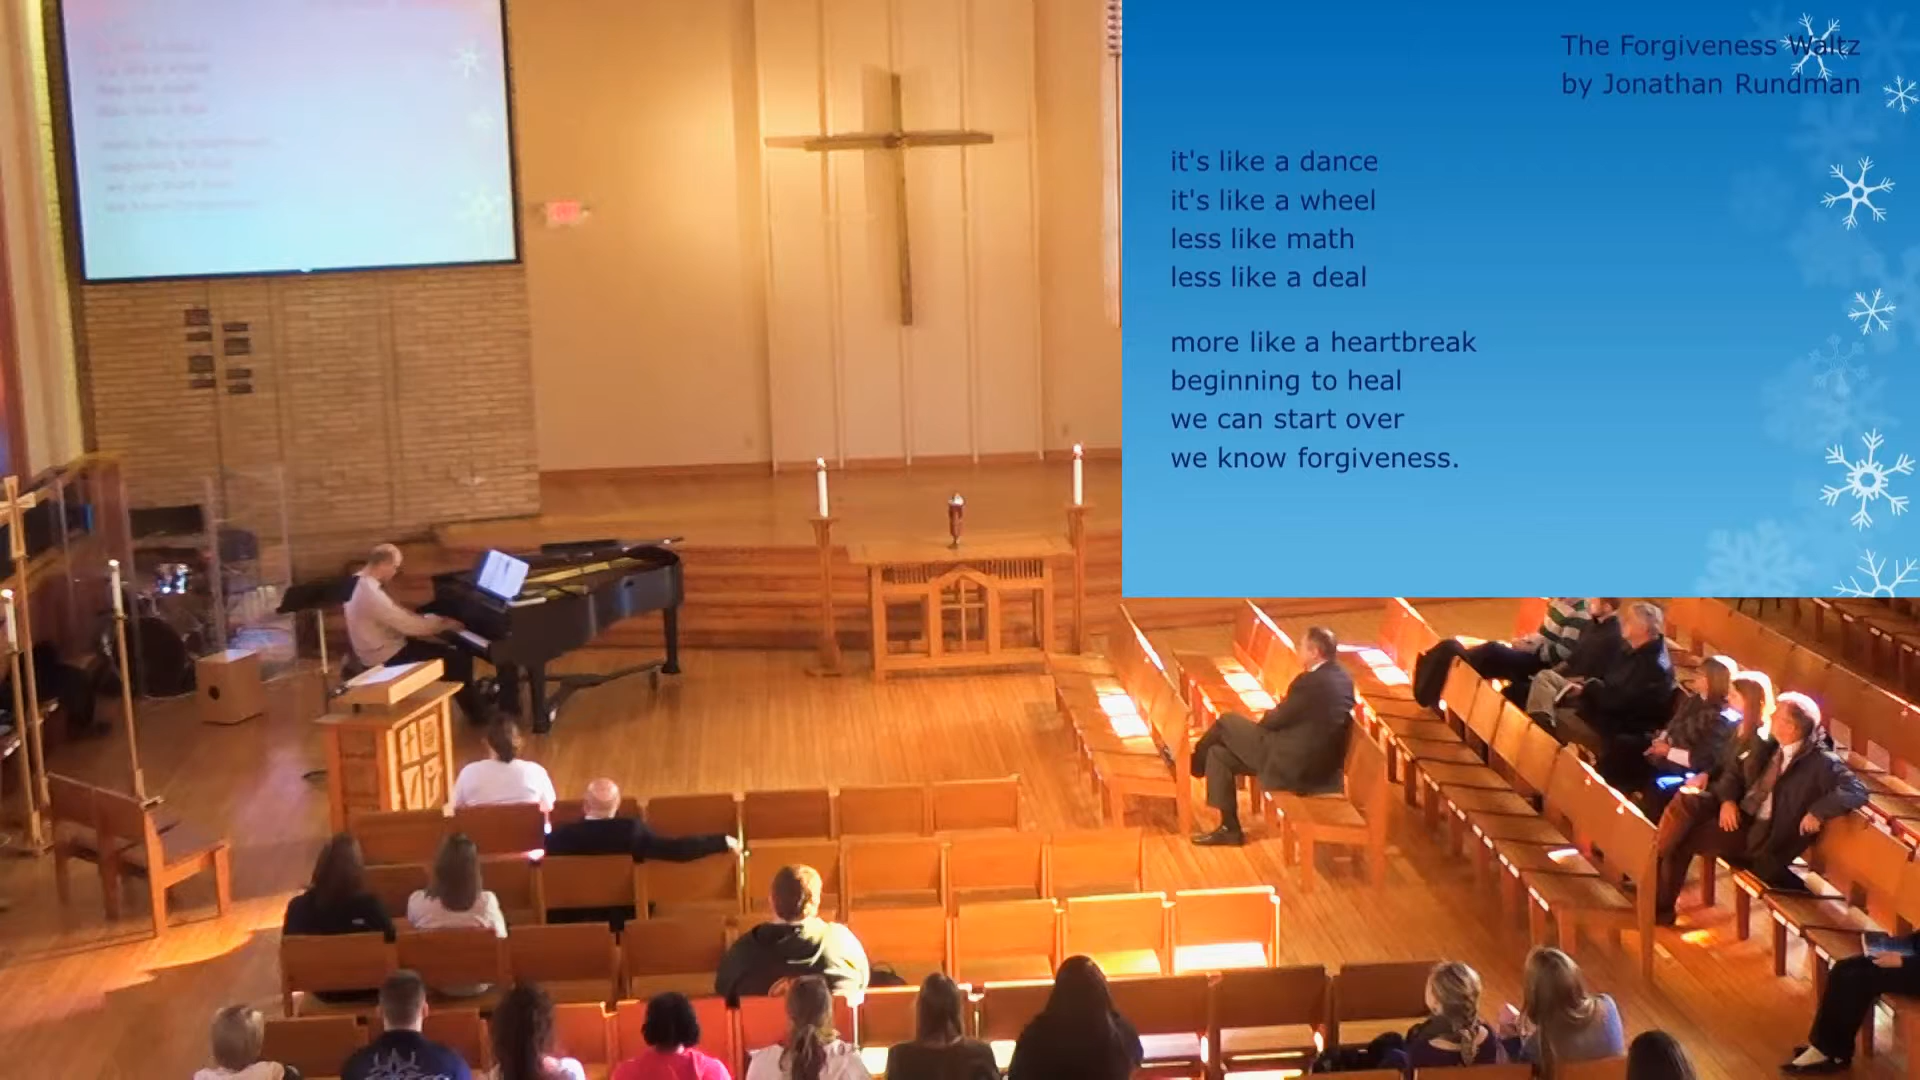 The Forgiveness Waltz
by Jonathan Rundman
it's like a dance
it's like a wheel
less like math
less like a deal
more like a heartbreak
beginning to heal
we can start over
we know forgiveness.